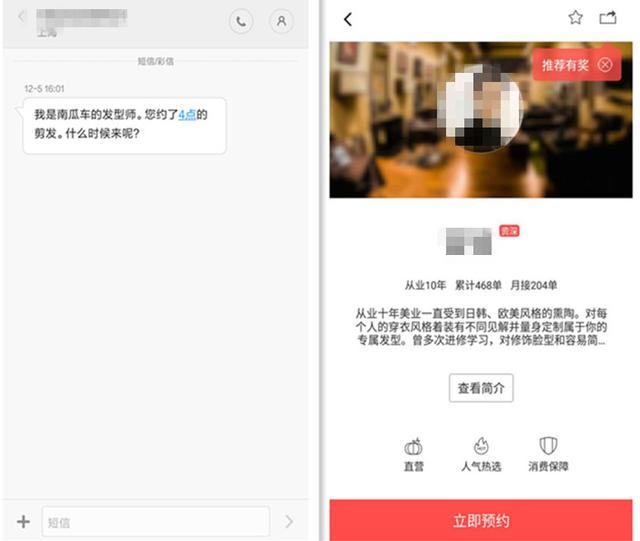 上海
短信/彩信
12-5 16:01
我是南瓜车的发型师。您约了4点的
剪发。什么时候来呢?
短信
推荐有奖
资深
从业10年 累计468单 月接204单
从业十年美业一直受到日韩、欧美风格的熏陶。对每
个人的穿衣风格着装有不同见解并量身定制属于你的
专属发型。曾多次进修学习，对修饰脸型和容易简...
查看简介
直营
HOT
人气热选
消费保障
立即预约